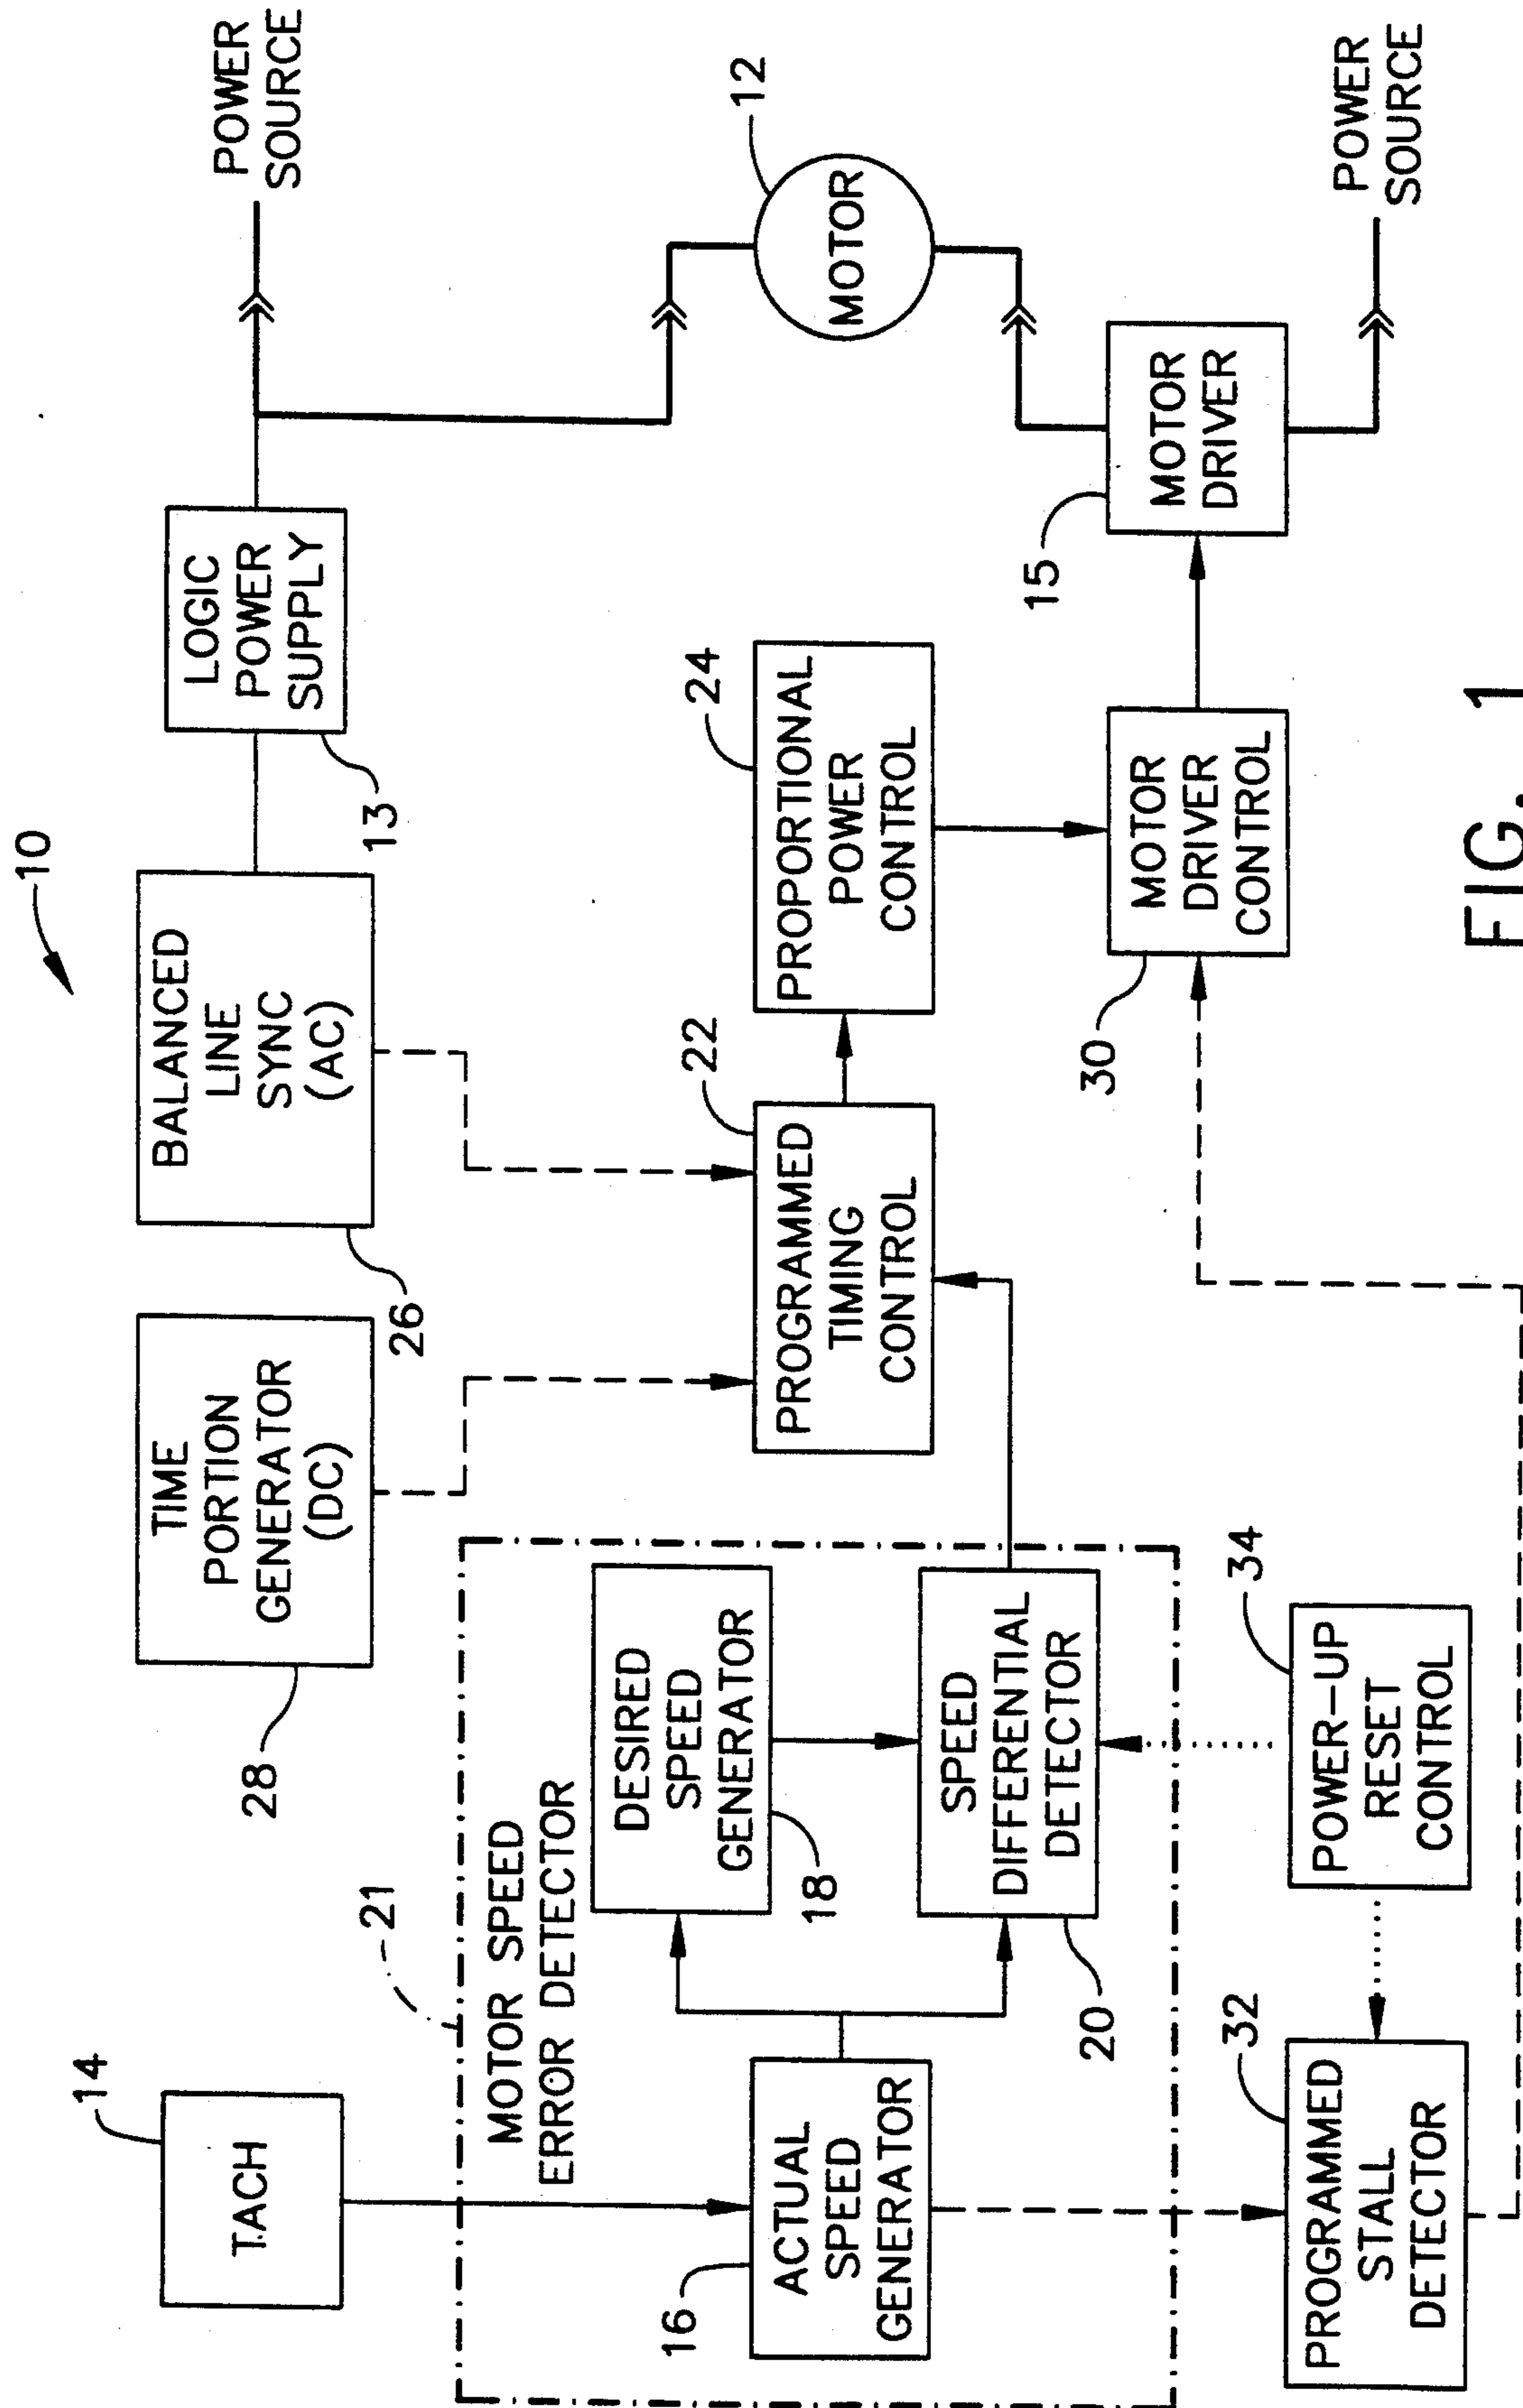 10
14
TACH
28
TIME
PORTION
GENERATOR
(DC)
26
BALANCED
LINE
SYNC
(AC)
13
LOGIC
POWER
SUPPLY
POWER
SOURCE
21
MOTOR SPEED
ERROR DETECTOR
16
ACTUAL
SPEED
GENERATOR
DESIRED
SPEED
GENERATOR
18
SPEED
DIFFERENTIAL
DETECTOR
20
22
PROGRAMMED
TIMING
CONTROL
24
PROPORTIONAL
POWER
CONTROL
12
MOTOR
30
MOTOR
DRIVER
CONTROL
15
MOTOR
DRIVER
POWER
SOURCE
32
PROGRAMMED
STALL
DETECTOR
34
POWER-UP
RESET
CONTROL
FIG. 1